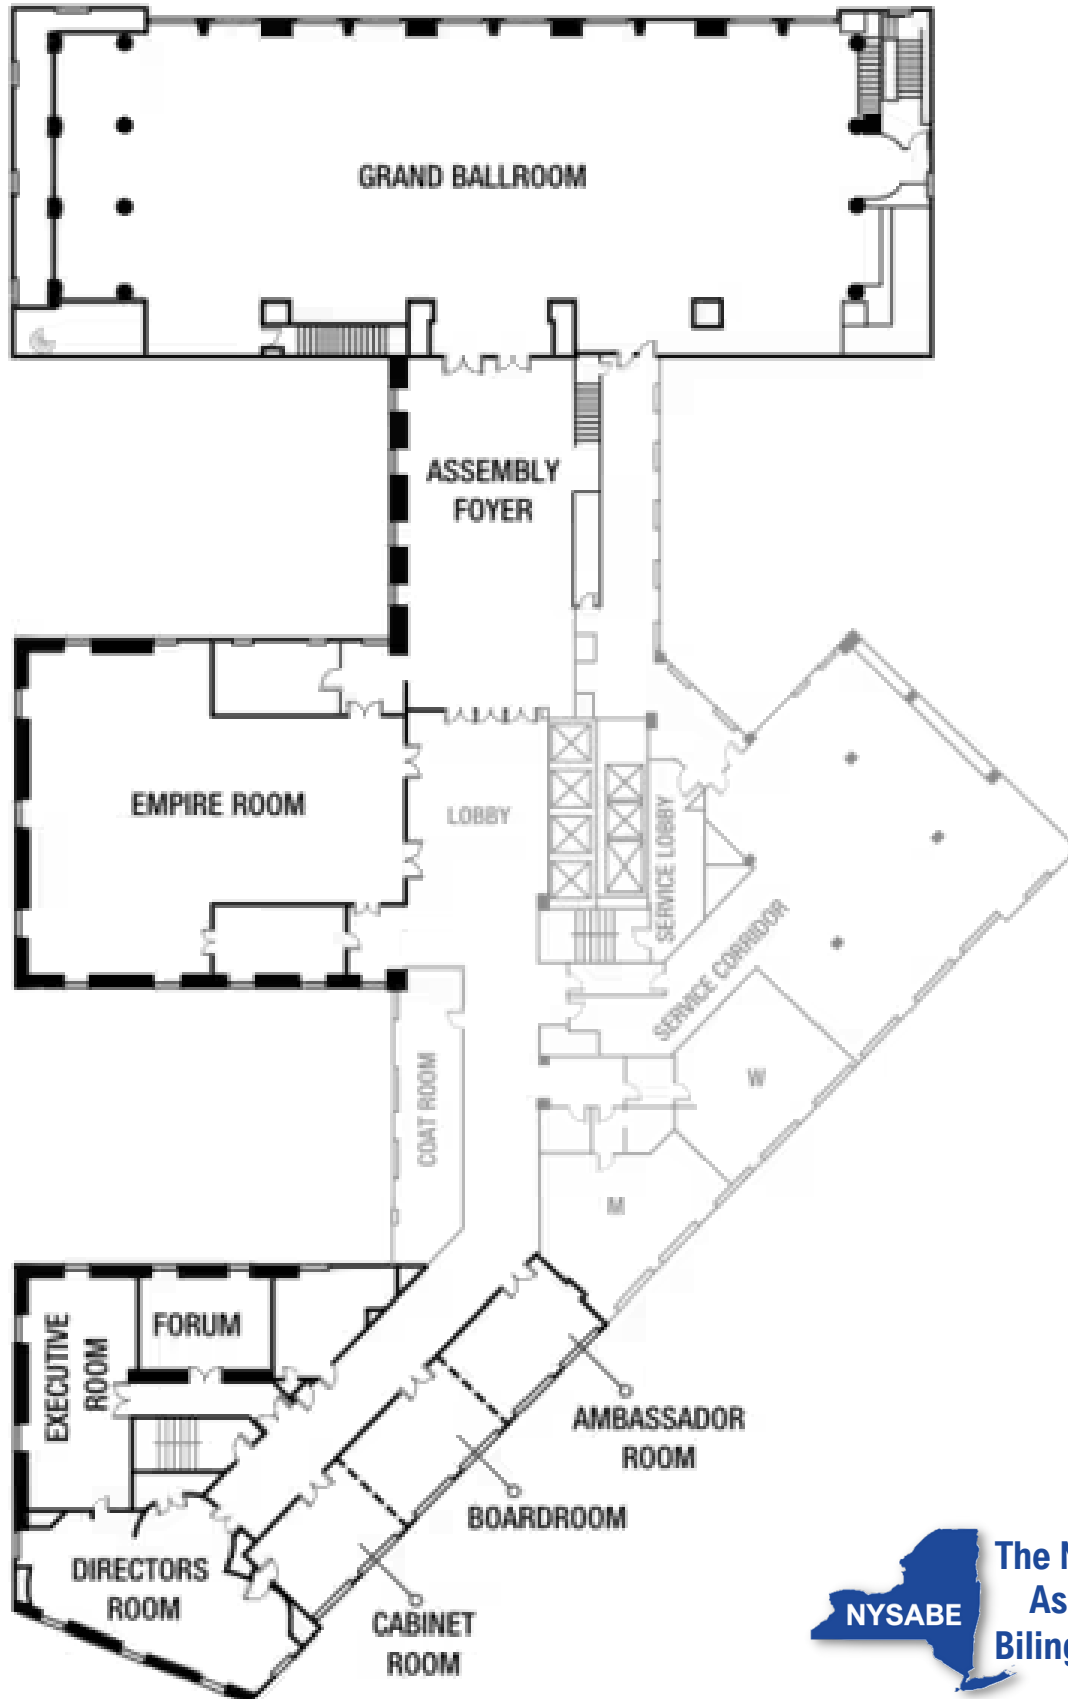 GRAND BALLROOM
ASSEMBLY
FOYER
EMPIRE ROOM
LOBBY
SERVICE LOBBY
SERVICE CORRIDOR
COAT ROOM
W
M
EXECUTIVE
ROOM
FORUM
AMBASSADOR
ROOM
BOARDROOM
DIRECTORS
ROOM
CABINET
ROOM
NYSABE
The N
As
Biling